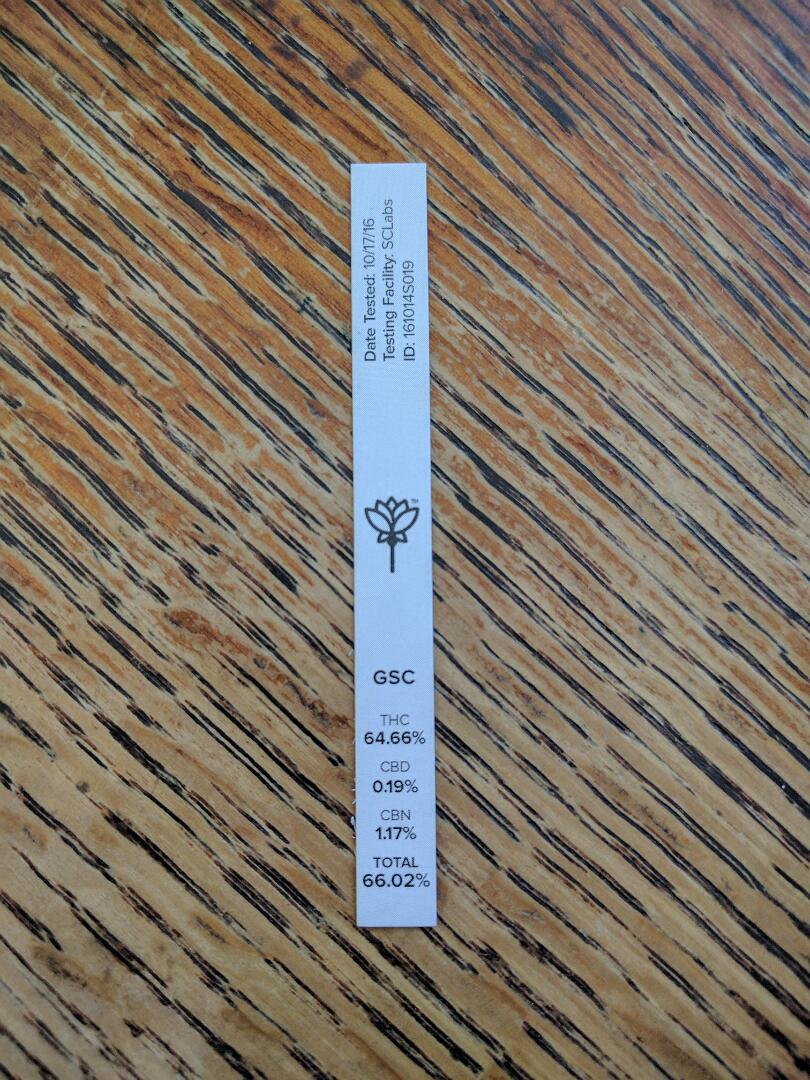 Date Tested: 10/17/16
Testing Facility: SCLabs
ID: 161014S019
TM
GSC
THC
64.66%
CBD
0.19%
CBN
1.17%
TOTAL
66.02%